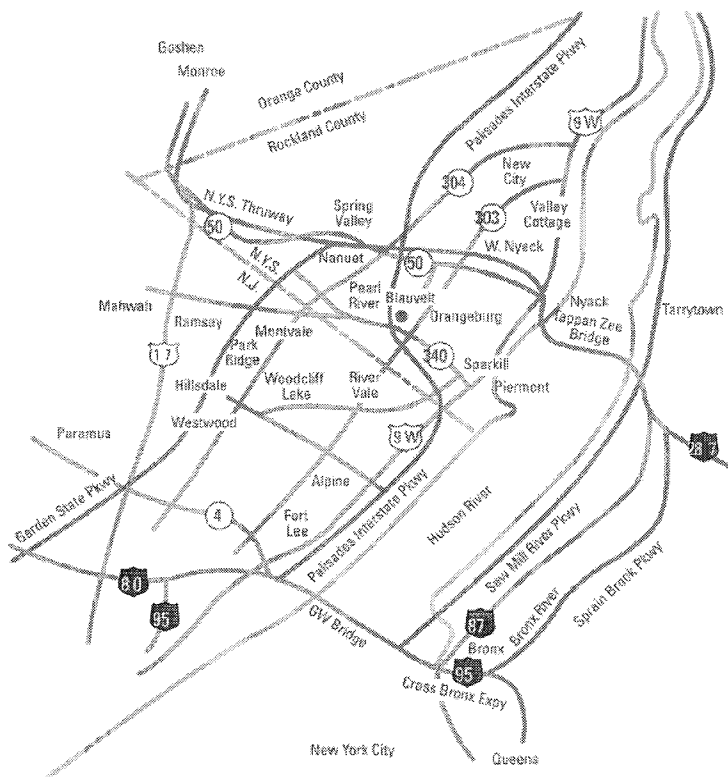 Goshen
Monroe
Orange County
Rockland County
Palisades Interstate Pkwy
9W
304
New City
303
Valley Cottage
N.Y.S. Thruway
Spring Valley
50
N.Y.S.
N.J.
Nanuet
50
W. Nyack
Pearl River
Blauvelt
Mahwah
Ramsay
Montvale
Orangeburg
Nyack
Tappan Zee Bridge
Tarrytown
17
Park Ridge
340
Sparkill
Piermont
Hillsdale
Woodcliff Lake
River Vale
Westwood
9W
Paramus
287
Garden State Pkwy
Alpine
Hudson River
4
Fort Lee
Palisades Interstate Pkwy
Saw Mill River Pkwy
80
95
GW Bridge
87
Bronx
Bronx River
Sprain Brook Pkwy
95
Cross Bronx Expy
New York City
Queens